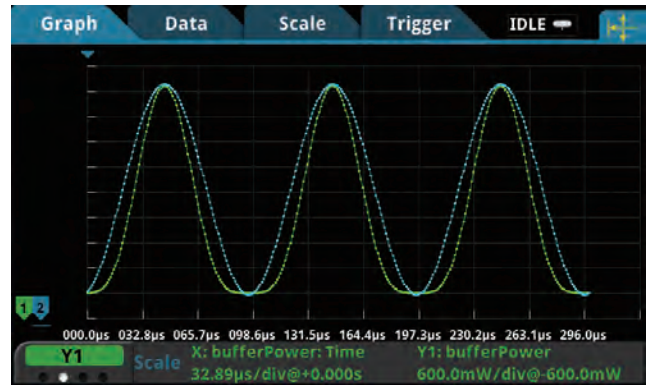 Graph Data Scale Trigger IDLE
1 2
000.0µs 032.8µs 065.7µs 098.6µs 131.5µs 164.4µs 197.3µs 230.2µs 263.1µs 296.0µs
Y1 Scale X: bufferPower: Time Y1: bufferPower
32.89µs/div@+0.000s 600.0mW/div@-600.0mW